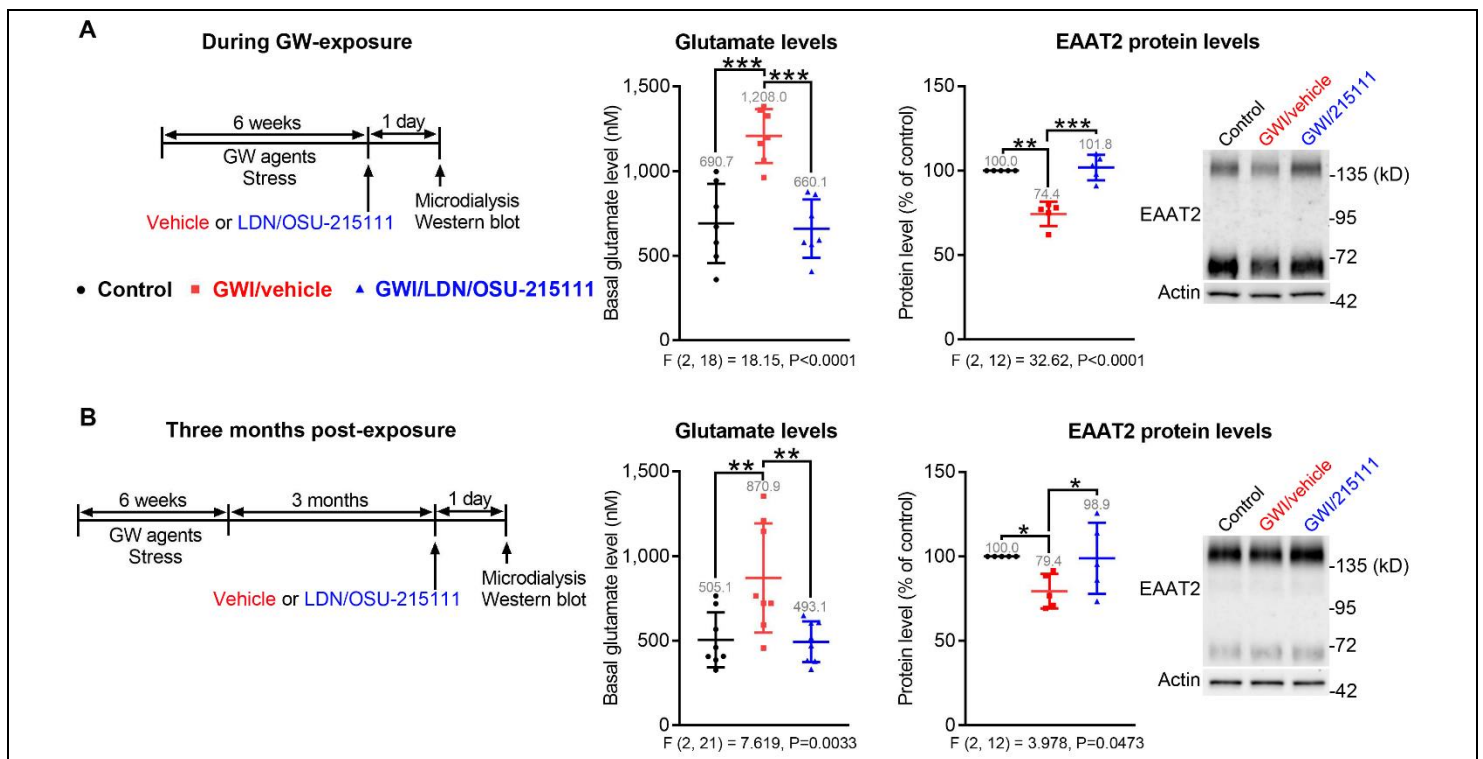 A
During GW-exposure
6 weeks
1 day
GW agents
Stress
Microdialysis
Western blot
Vehicle or LDN/OSU-215111
Control
GWI/vehicle
GWI/LDN/OSU-215111
Glutamate levels
Basal glutamate level (nM)
1,500
1,000
500
0
***
***
690.7
1,208.0
660.1
F (2, 18) = 18.15, P<0.0001
EAAT2 protein levels
Protein level (% of control)
150
100
50
0
**
***
100.0
74.4
101.8
F (2, 12) = 32.62, P<0.0001
Control
GWI/vehicle
GWI/215111
EAAT2
Actin
-135 (kD)
-95
-72
-42
B
Three months post-exposure
6 weeks
3 months
1 day
GW agents
Stress
Microdialysis
Western blot
Vehicle or LDN/OSU-215111
Glutamate levels
Basal glutamate level (nM)
1,500
1,000
500
0
**
**
505.1
870.9
493.1
F (2, 21) = 7.619, P=0.0033
EAAT2 protein levels
Protein level (% of control)
150
100
50
0
*
*
100.0
79.4
98.9
F (2, 12) = 3.978, P=0.0473
Control
GWI/vehicle
GWI/215111
EAAT2
Actin
-135 (kD)
-95
-72
-42